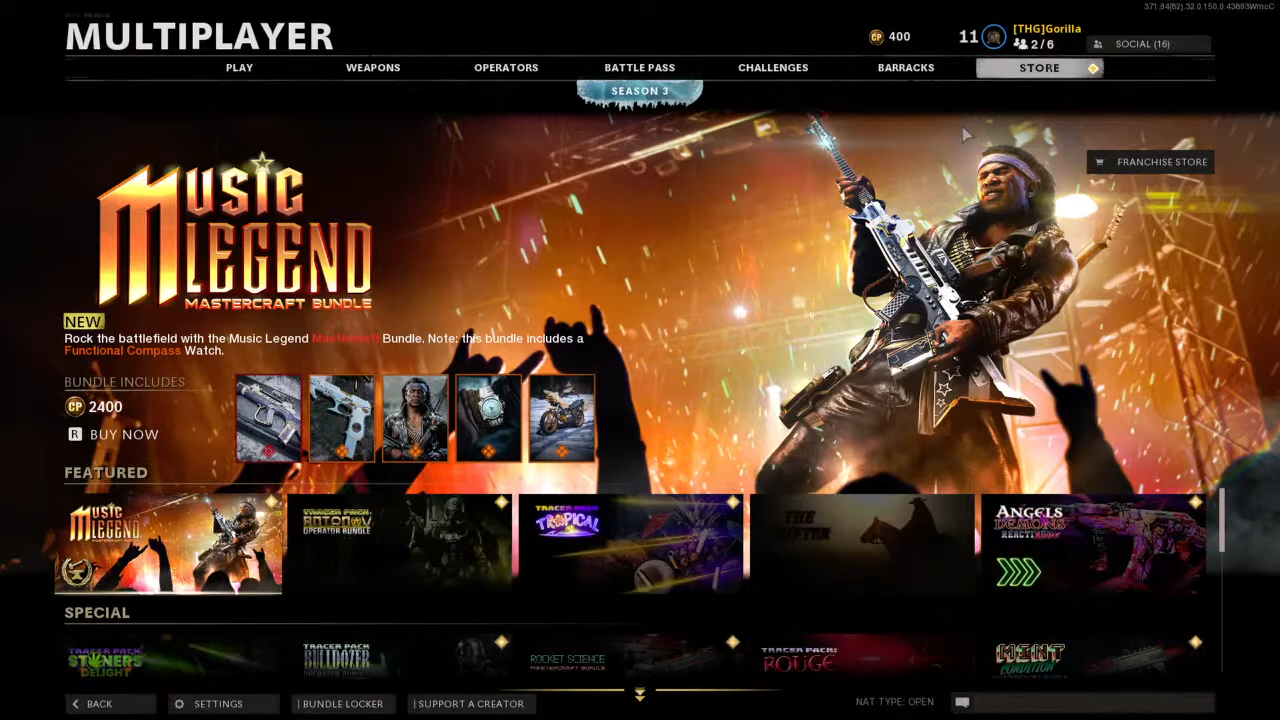 371.94(82).32.0.150.0.43893WmcC
MULTIPLAYER
CP 400
11
[THG]Gorilla
2/6
SOCIAL (16)
PLAY
WEAPONS
OPERATORS
BATTLE PASS
CHALLENGES
BARRACKS
STORE
SEASON 3
FRANCHISE STORE
MUSIC
LEGEND
MASTERCRAFT BUNDLE
NEW
Rock the battlefield with the Music Legend Mastercraft Bundle. Note: this bundle includes a
Functional Compass Watch.
BUNDLE INCLUDES
CP 2400
R BUY NOW
FEATURED
MUSIC
LEGEND
TRACER PACK:
ANTONOV
OPERATOR BUNDLE
TRACER PACK
TROPICAL
THE
DRIFTER
ANGELS
DEMONS
SPECIAL
TRACER PACK:
STONERS
DELIGHT
TRACER PACK
BULLDOZER
ROCKET SCIENCE
MASTERCRAFT BUNDLE
TRACER PACK:
ROUGE
MINT
CONDITION
BACK
SETTINGS
BUNDLE LOCKER
SUPPORT A CREATOR
NAT TYPE: OPEN